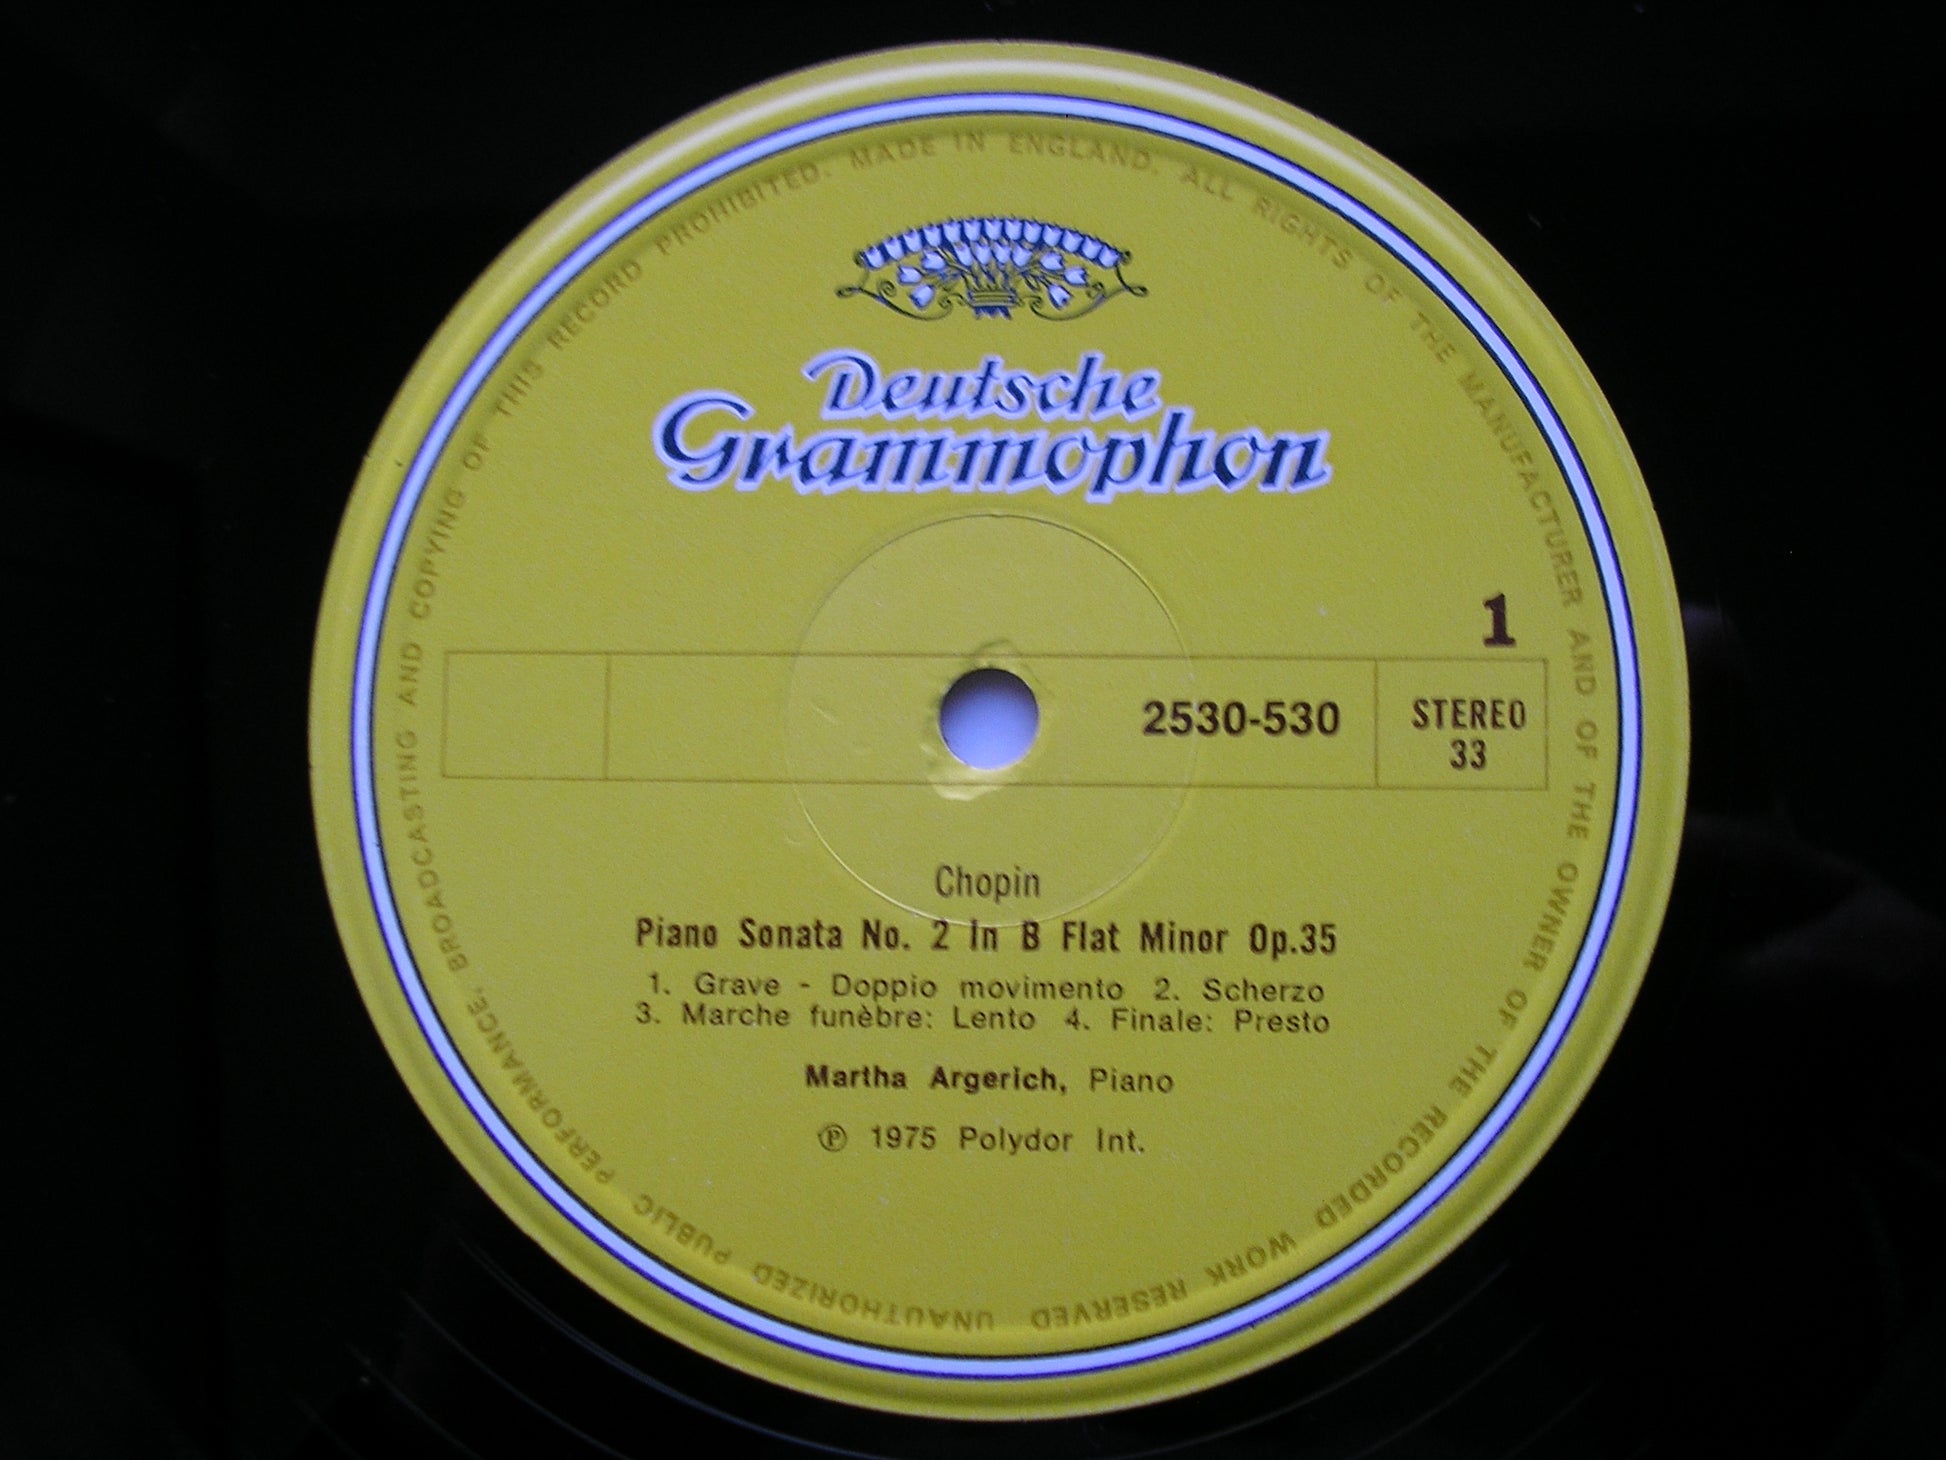 MADE IN ENGLAND. ALL RIGHTS OF THE MANUFACTURER AND OF THE OWNER OF THE RECORDED WORK RESERVED UNAUTHORIZED PUBLIC PERFORMANCE, BROADCASTING AND COPYING OF THIS RECORD PROHIBITED.
Deutsche
Grammophon
1
2530-530
STEREO
33
Chopin
Piano Sonata No. 2 in B Flat Minor Op.35
1. Grave - Doppio movimento 2. Scherzo
3. Marche funèbre: Lento 4. Finale: Presto
Martha Argerich, Piano
℗ 1975 Polydor Int.